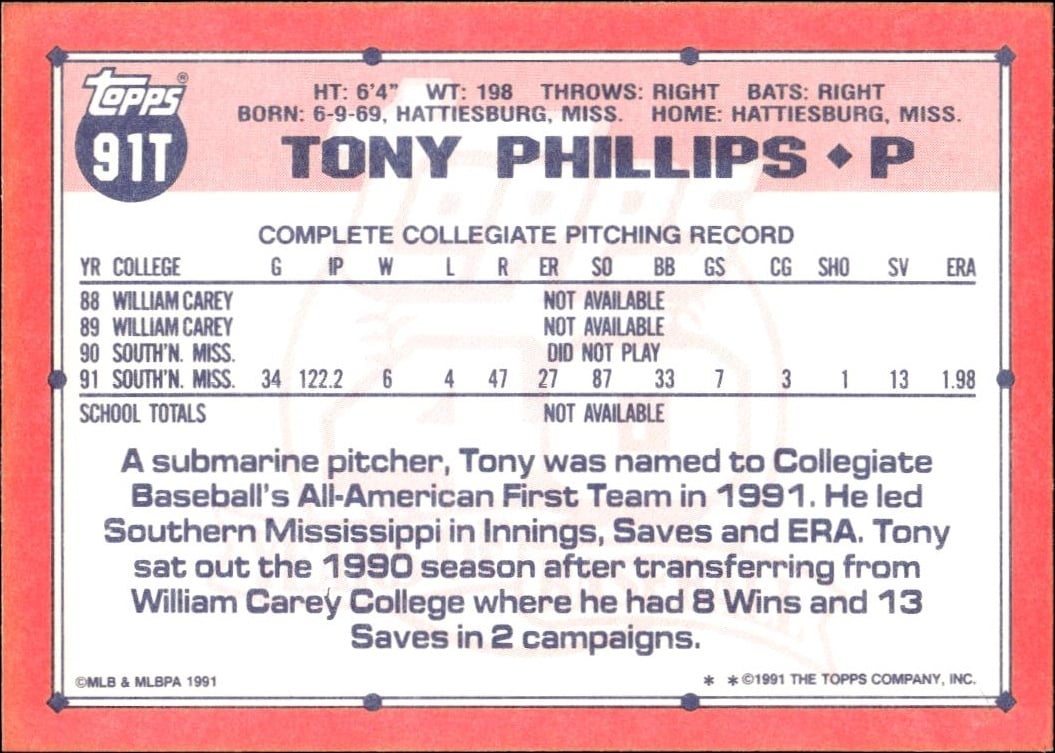 Topps®
91T
HT: 6'4" WT: 198 THROWS: RIGHT BATS: RIGHT
BORN: 6-9-69, HATTIESBURG, MISS. HOME: HATTIESBURG, MISS.
TONY PHILLIPS ◆ P
COMPLETE COLLEGIATE PITCHING RECORD
YR COLLEGE G IP W L R ER SO BB GS CG SHO SV ERA
88 WILLIAM CAREY NOT AVAILABLE
89 WILLIAM CAREY NOT AVAILABLE
90 SOUTH'N. MISS. DID NOT PLAY
91 SOUTH'N. MISS. 34 122.2 6 4 47 27 87 33 7 3 1 13 1.98
SCHOOL TOTALS NOT AVAILABLE
A submarine pitcher, Tony was named to Collegiate
Baseball's All-American First Team in 1991. He led
Southern Mississippi in Innings, Saves and ERA. Tony
sat out the 1990 season after transferring from
William Carey College where he had 8 Wins and 13
Saves in 2 campaigns.
©MLB & MLBPA 1991
* * ©1991 THE TOPPS COMPANY, INC.